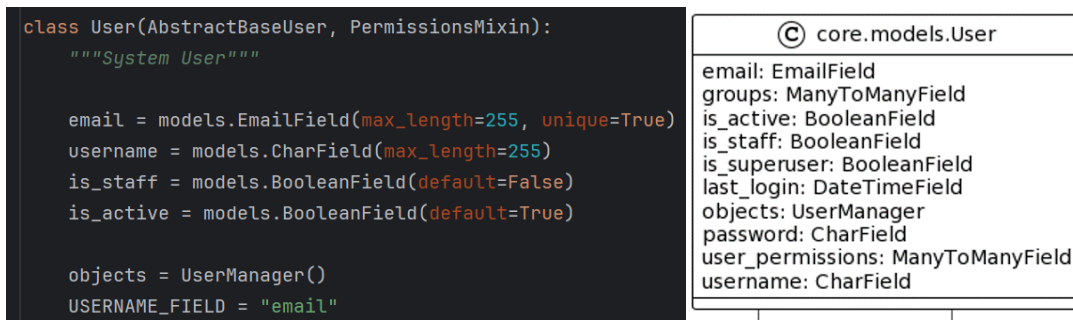 class User(AbstractBaseUser, PermissionsMixin):
"""System User"""
email = models.EmailField(max_length=255, unique=True)
username = models.CharField(max_length=255)
is_staff = models.BooleanField(default=False)
is_active = models.BooleanField(default=True)
objects = UserManager()
USERNAME_FIELD = "email"
C core.models.User
email: EmailField
groups: ManyToManyField
is_active: BooleanField
is_staff: BooleanField
is_superuser: BooleanField
last_login: DateTimeField
objects: UserManager
password: CharField
user_permissions: ManyToManyField
username: CharField